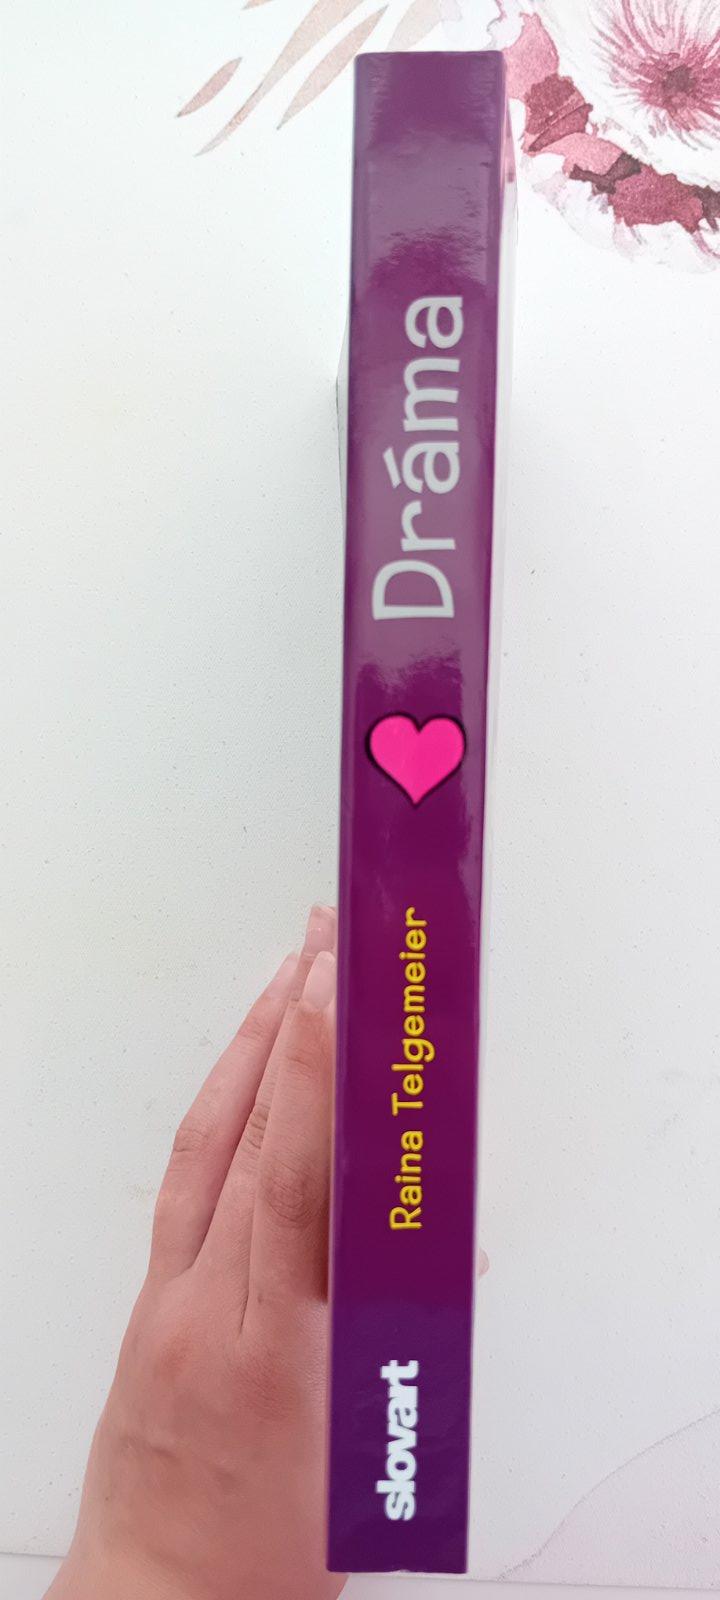 Dráma
Raina Telgemeier
slovart